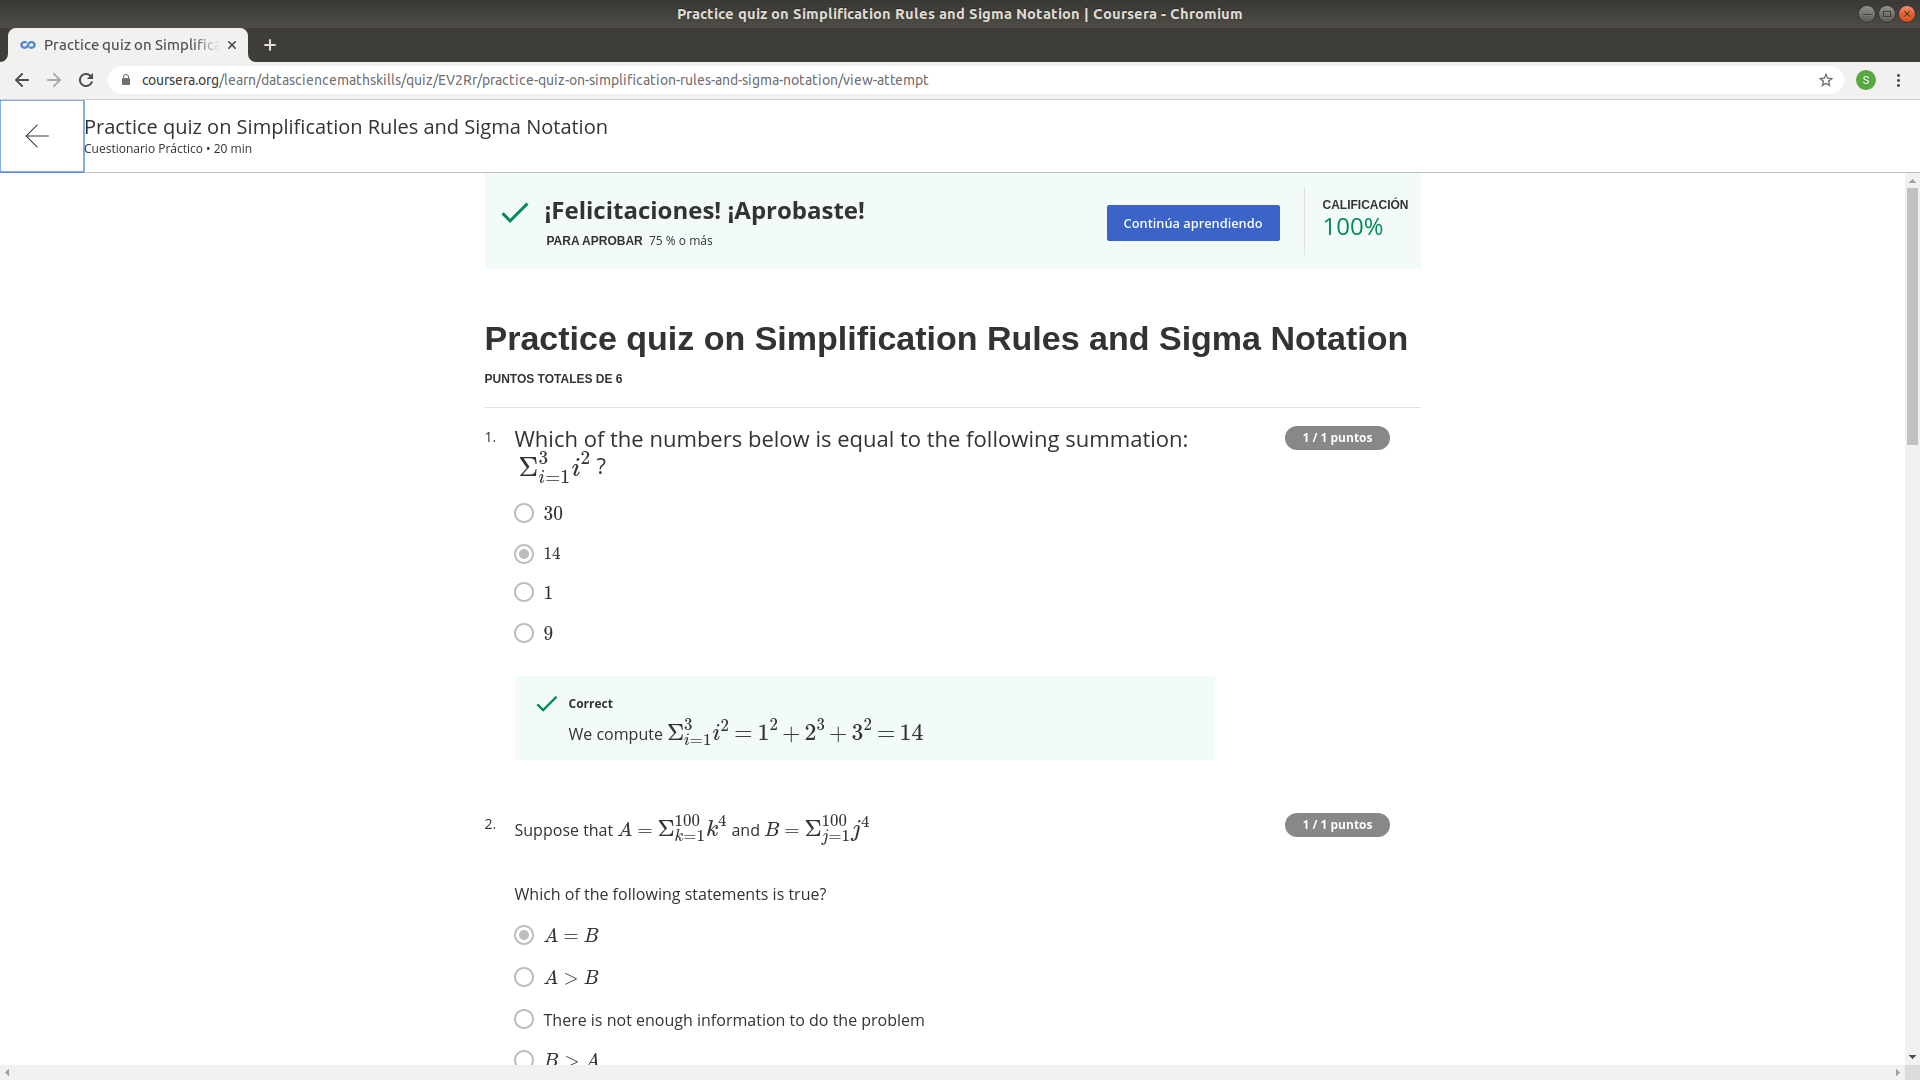 Practice quiz on Simplification Rules and Sigma Notation | Coursera - Chromium
Practice quiz on Simplific
coursera.org/learn/datasciencemathskills/quiz/EV2Rr/practice-quiz-on-simplification-rules-and-sigma-notation/view-attempt
S
Practice quiz on Simplification Rules and Sigma Notation
Cuestionario Práctico • 20 min
¡Felicitaciones! ¡Aprobaste!
PARA APROBAR 75 % o más
Continúa aprendiendo
CALIFICACIÓN
100%
Practice quiz on Simplification Rules and Sigma Notation
PUNTOS TOTALES DE 6
1. Which of the numbers below is equal to the following summation:
Σ_{i=1}^{3} i^2 ?
1 / 1 puntos
30
14
1
9
Correct
We compute Σ_{i=1}^{3} i^2 = 1^2 + 2^3 + 3^2 = 14
2. Suppose that A = Σ_{k=1}^{100} k^4 and B = Σ_{j=1}^{100} j^4
1 / 1 puntos
Which of the following statements is true?
A = B
A > B
There is not enough information to do the problem
B > A